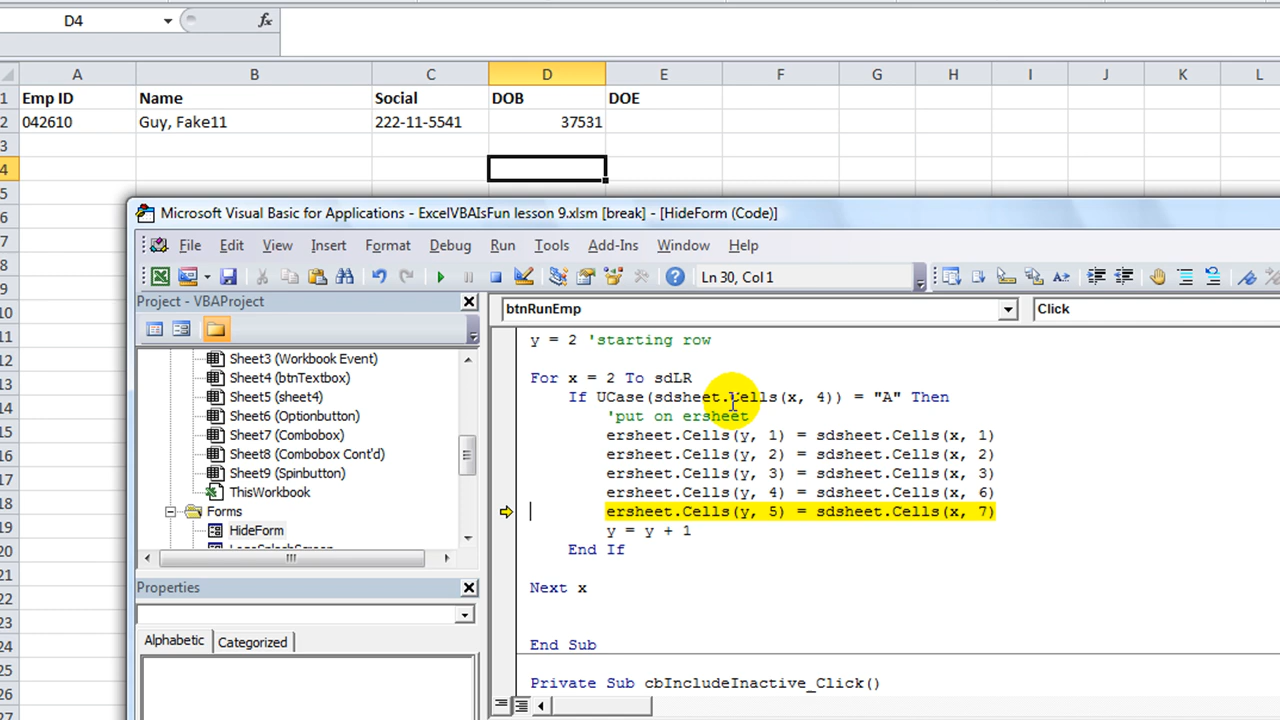 D4 fx
A B C D E F G H I J K L
1 Emp ID Name Social DOB DOE
2 042610 Guy, Fake11 222-11-5541 37531
3
4
5
6
7
8
9
10
11
12
13
14
15
16
17
18
19
20
21
22
23
24
25
26
27
Microsoft Visual Basic for Applications - ExcelVBAIsFun lesson 9.xlsm [break] - [HideForm (Code)]
File Edit View Insert Format Debug Run Tools Add-Ins Window Help
Ln 30, Col 1
Project - VBAProject
Sheet3 (Workbook Event)
Sheet4 (btnTextbox)
Sheet5 (sheet4)
Sheet6 (Optionbutton)
Sheet7 (Combobox)
Sheet8 (Combobox Cont'd)
Sheet9 (Spinbutton)
ThisWorkbook
Forms
HideForm
Properties
Alphabetic Categorized
btnRunEmp Click
y = 2 'starting row
For x = 2 To sdLR
If UCase(sdsheet.Cells(x, 4)) = "A" Then
'put on ersheet
ersheet.Cells(y, 1) = sdsheet.Cells(x, 1)
ersheet.Cells(y, 2) = sdsheet.Cells(x, 2)
ersheet.Cells(y, 3) = sdsheet.Cells(x, 3)
ersheet.Cells(y, 4) = sdsheet.Cells(x, 6)
ersheet.Cells(y, 5) = sdsheet.Cells(x, 7)
y = y + 1
End If
Next x
End Sub
Private Sub cbIncludeInactive_Click()